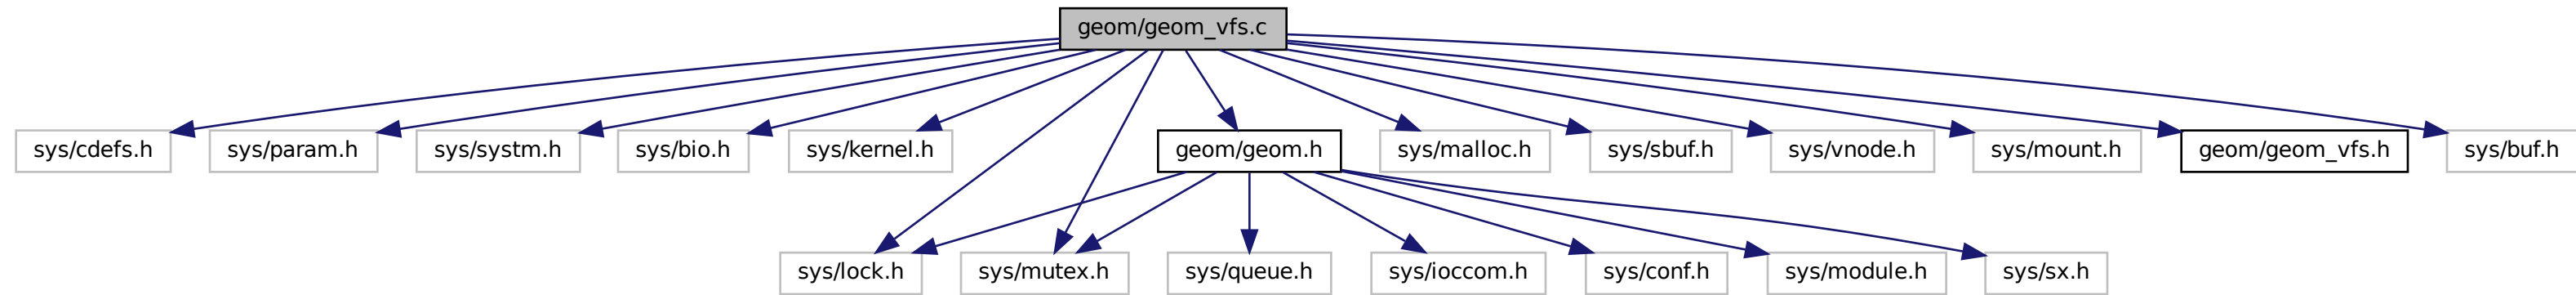 geom/geom_vfs.c
sys/cdefs.h
sys/param.h
sys/systm.h
sys/bio.h
sys/kernel.h
geom/geom.h
sys/malloc.h
sys/sbuf.h
sys/vnode.h
sys/mount.h
geom/geom_vfs.h
sys/buf.h
sys/lock.h
sys/mutex.h
sys/queue.h
sys/ioccom.h
sys/conf.h
sys/module.h
sys/sx.h